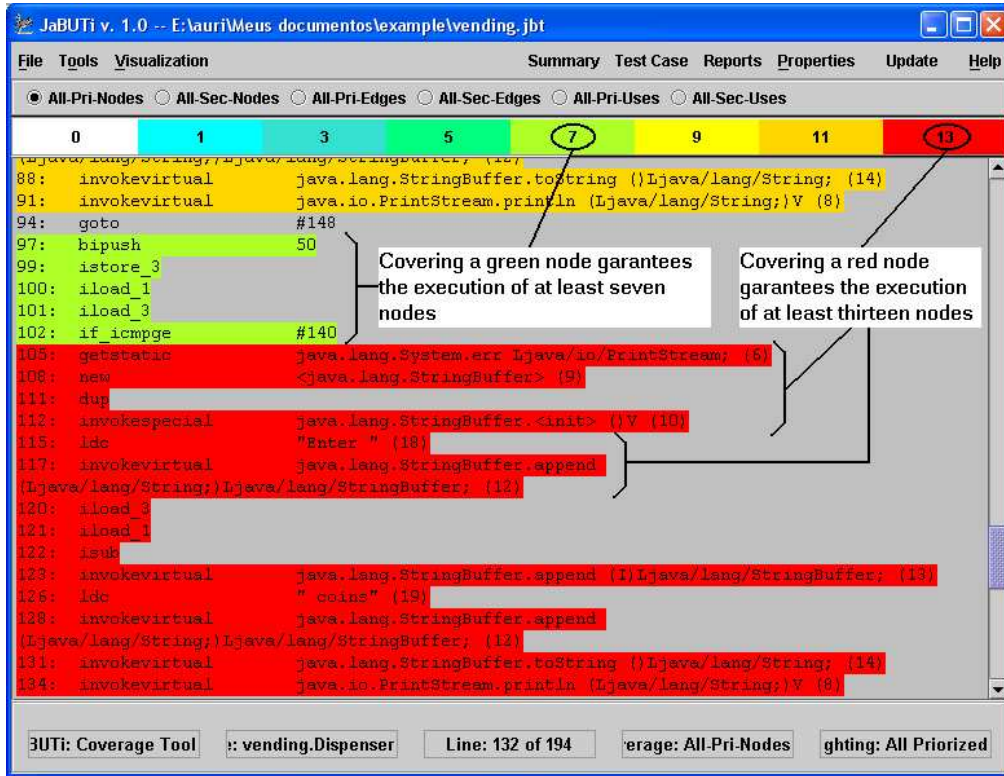 JaBUTi v. 1.0 -- E:\auri\Meus documentos\example\vending.jbt
File Tools Visualization Summary Test Case Reports Properties Update Help
All-Pri-Nodes All-Sec-Nodes All-Pri-Edges All-Sec-Edges All-Pri-Uses All-Sec-Uses
0 1 3 5 7 9 11 13
(Ljava/lang/String;)Ljava/lang/StringBuffer; (12)
88: invokevirtual java.lang.StringBuffer.toString ()Ljava/lang/String; (14)
91: invokevirtual java.io.PrintStream.println (Ljava/lang/String;)V (8)
94: goto #148
97: bipush 50
99: istore_3
100: iload_1
101: iload_3
102: if_icmpge #140
Covering a green node garantees
the execution of at least seven
nodes
Covering a red node
garantees the execution
of at least thirteen nodes
105: getstatic java.lang.System.err Ljava/io/PrintStream; (6)
108: new <java.lang.StringBuffer> (9)
111: dup
112: invokespecial java.lang.StringBuffer.<init> ()V (10)
115: ldc "Enter " (18)
117: invokevirtual java.lang.StringBuffer.append
(Ljava/lang/String;)Ljava/lang/StringBuffer; (12)
120: iload_3
121: iload_1
122: isub
123: invokevirtual java.lang.StringBuffer.append (I)Ljava/lang/StringBuffer; (13)
126: ldc " coins" (19)
128: invokevirtual java.lang.StringBuffer.append
(Ljava/lang/String;)Ljava/lang/StringBuffer; (12)
131: invokevirtual java.lang.StringBuffer.toString ()Ljava/lang/String; (14)
134: invokevirtual java.io.PrintStream.println (Ljava/lang/String;)V (8)
BUTi: Coverage Tool e: vending.Dispenser Line: 132 of 194 erage: All-Pri-Nodes ghting: All Priorized